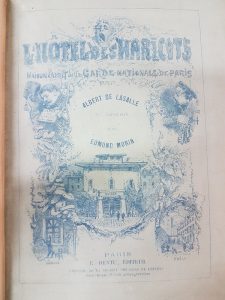 L'HOTEL DES HARICOTS
MAISON D'ARRÊT DE LA GARDE NATIONALE DE PARIS
PAR
ALBERT DE LASALLE
EDMOND MORIN
PARIS
E. DENTU, ÉDITEUR